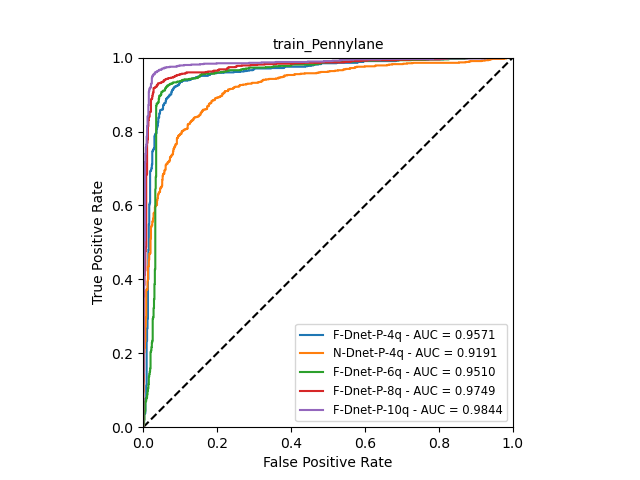 train_Pennylane
1.0
0.8
0.6
0.4
0.2
0.0
True Positive Rate
F-Dnet-P-4q - AUC = 0.9571
N-Dnet-P-4q - AUC = 0.9191
F-Dnet-P-6q - AUC = 0.9510
F-Dnet-P-8q - AUC = 0.9749
F-Dnet-P-10q - AUC = 0.9844
0.0 0.2 0.4 0.6 0.8 1.0
False Positive Rate